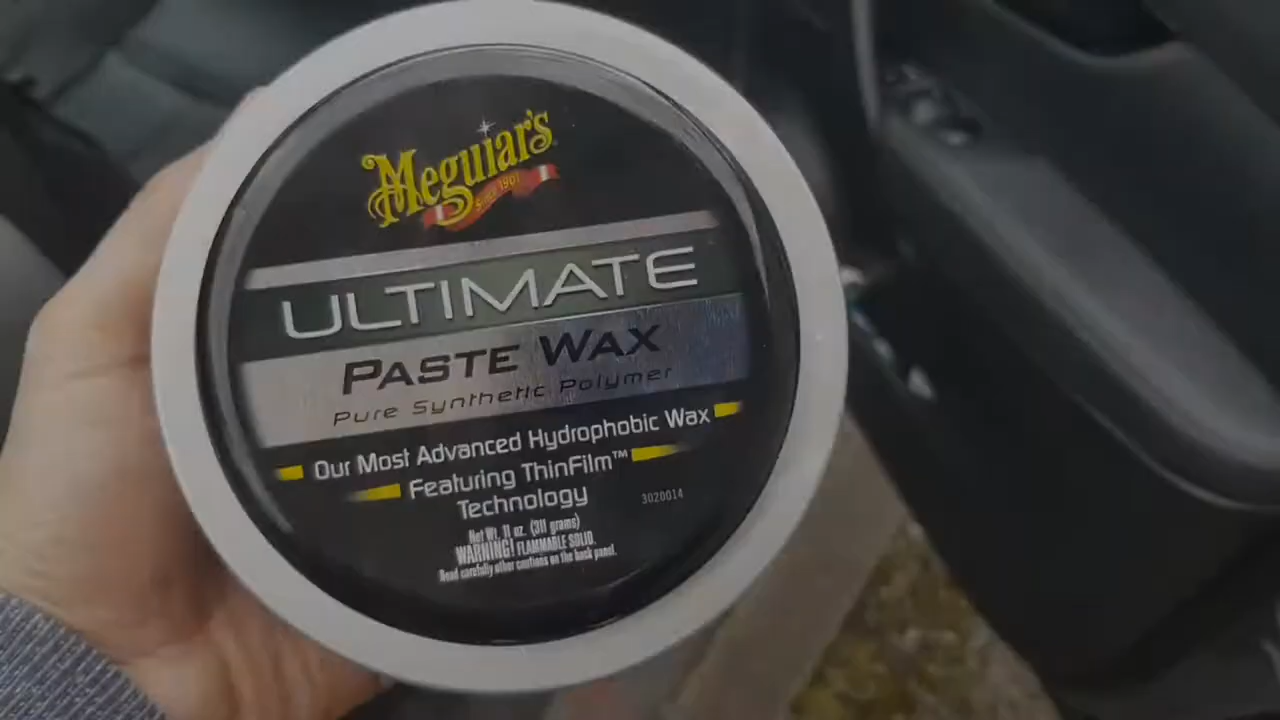 Meguiar's
Since 1901
ULTIMATE
PASTE WAX
Pure Synthetic Polymer
Our Most Advanced Hydrophobic Wax
Featuring ThinFilm™
Technology
3020014
Net Wt. 11 oz. (311 grams)
WARNING! FLAMMABLE SOLID.
Read carefully other cautions on the back panel.